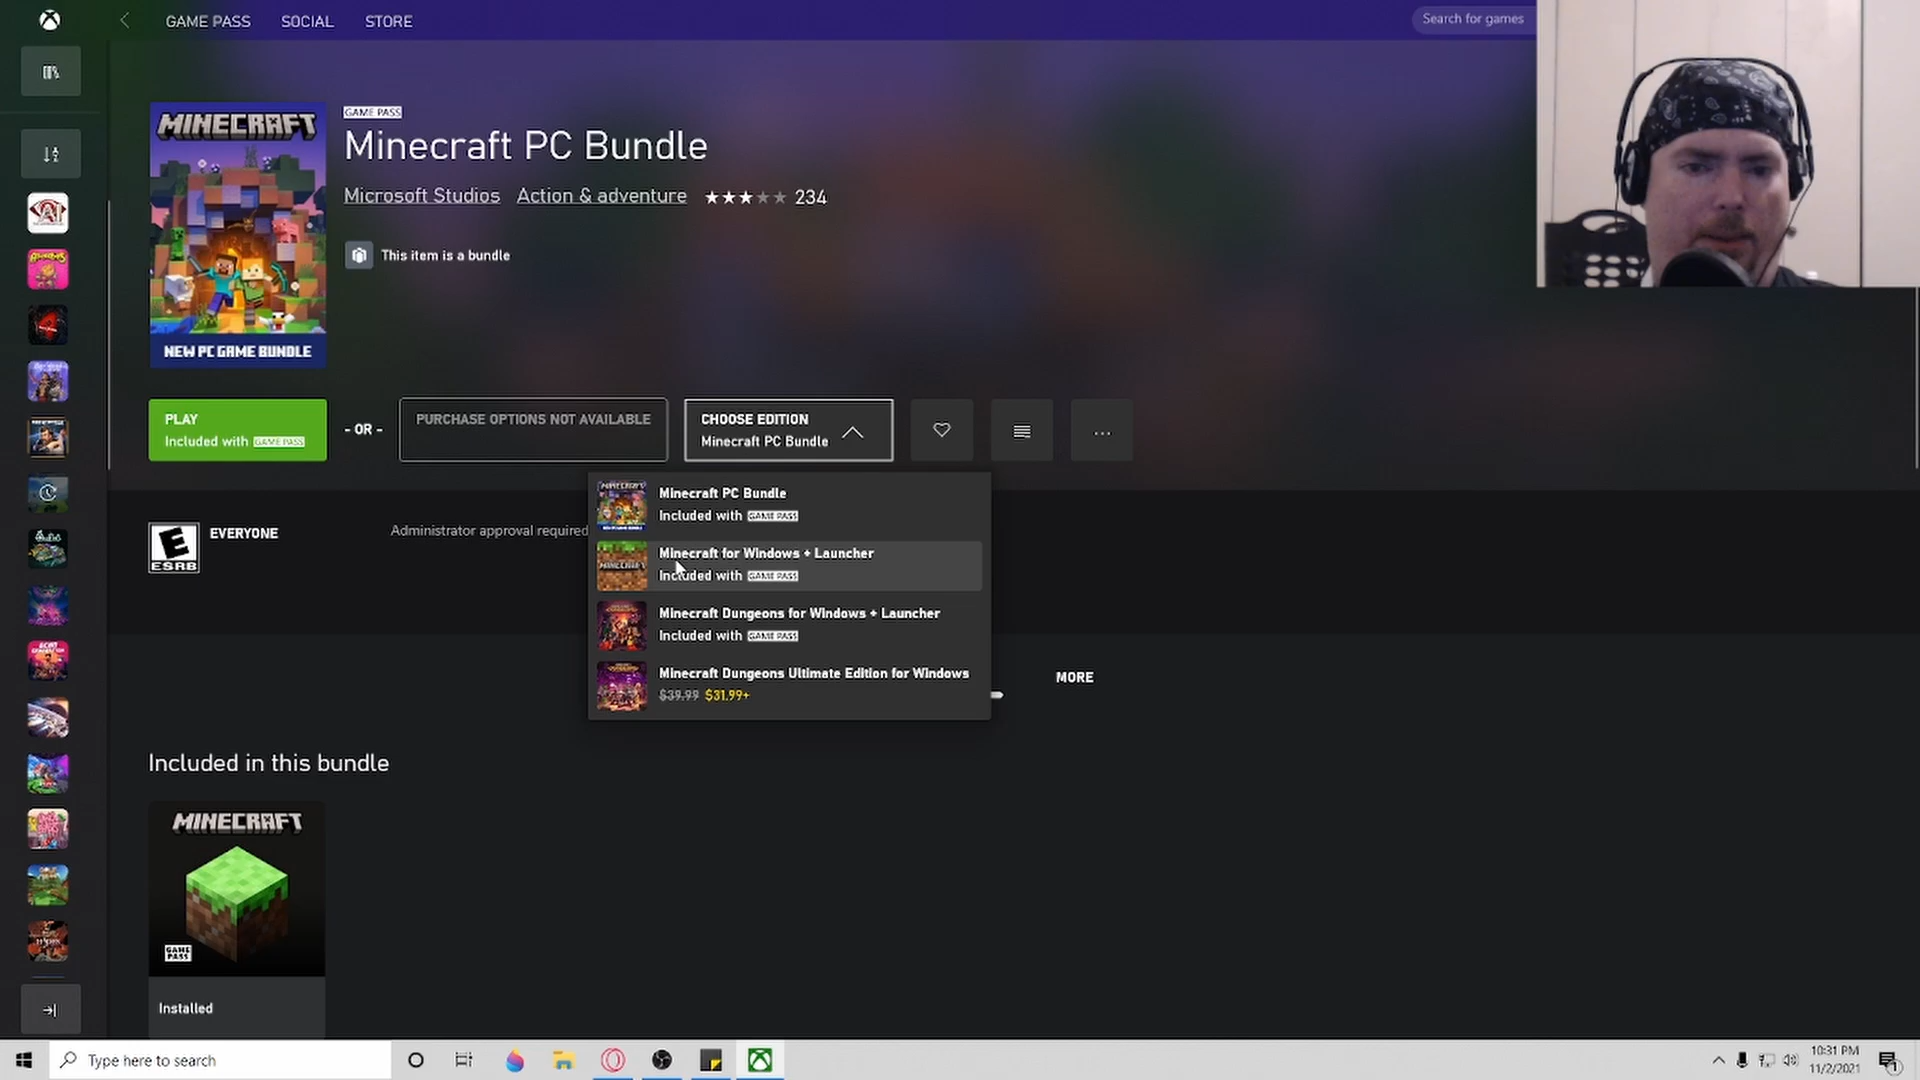 GAME PASS
SOCIAL
STORE
Search for games
MINECRAFT
NEW PC GAME BUNDLE
GAME PASS
Minecraft PC Bundle
Microsoft Studios
Action & adventure
234
This item is a bundle
PLAY
Included with GAME PASS
- OR -
PURCHASE OPTIONS NOT AVAILABLE
CHOOSE EDITION
Minecraft PC Bundle
...
Minecraft PC Bundle
Included with GAME PASS
Minecraft for Windows + Launcher
Included with GAME PASS
Minecraft Dungeons for Windows + Launcher
Included with GAME PASS
Minecraft Dungeons Ultimate Edition for Windows
$39.99 $31.99+
E
ESRB
EVERYONE
Administrator approval required
MORE
Included in this bundle
MINECRAFT
GAME PASS
Installed
Type here to search
10:31 PM
11/2/2021